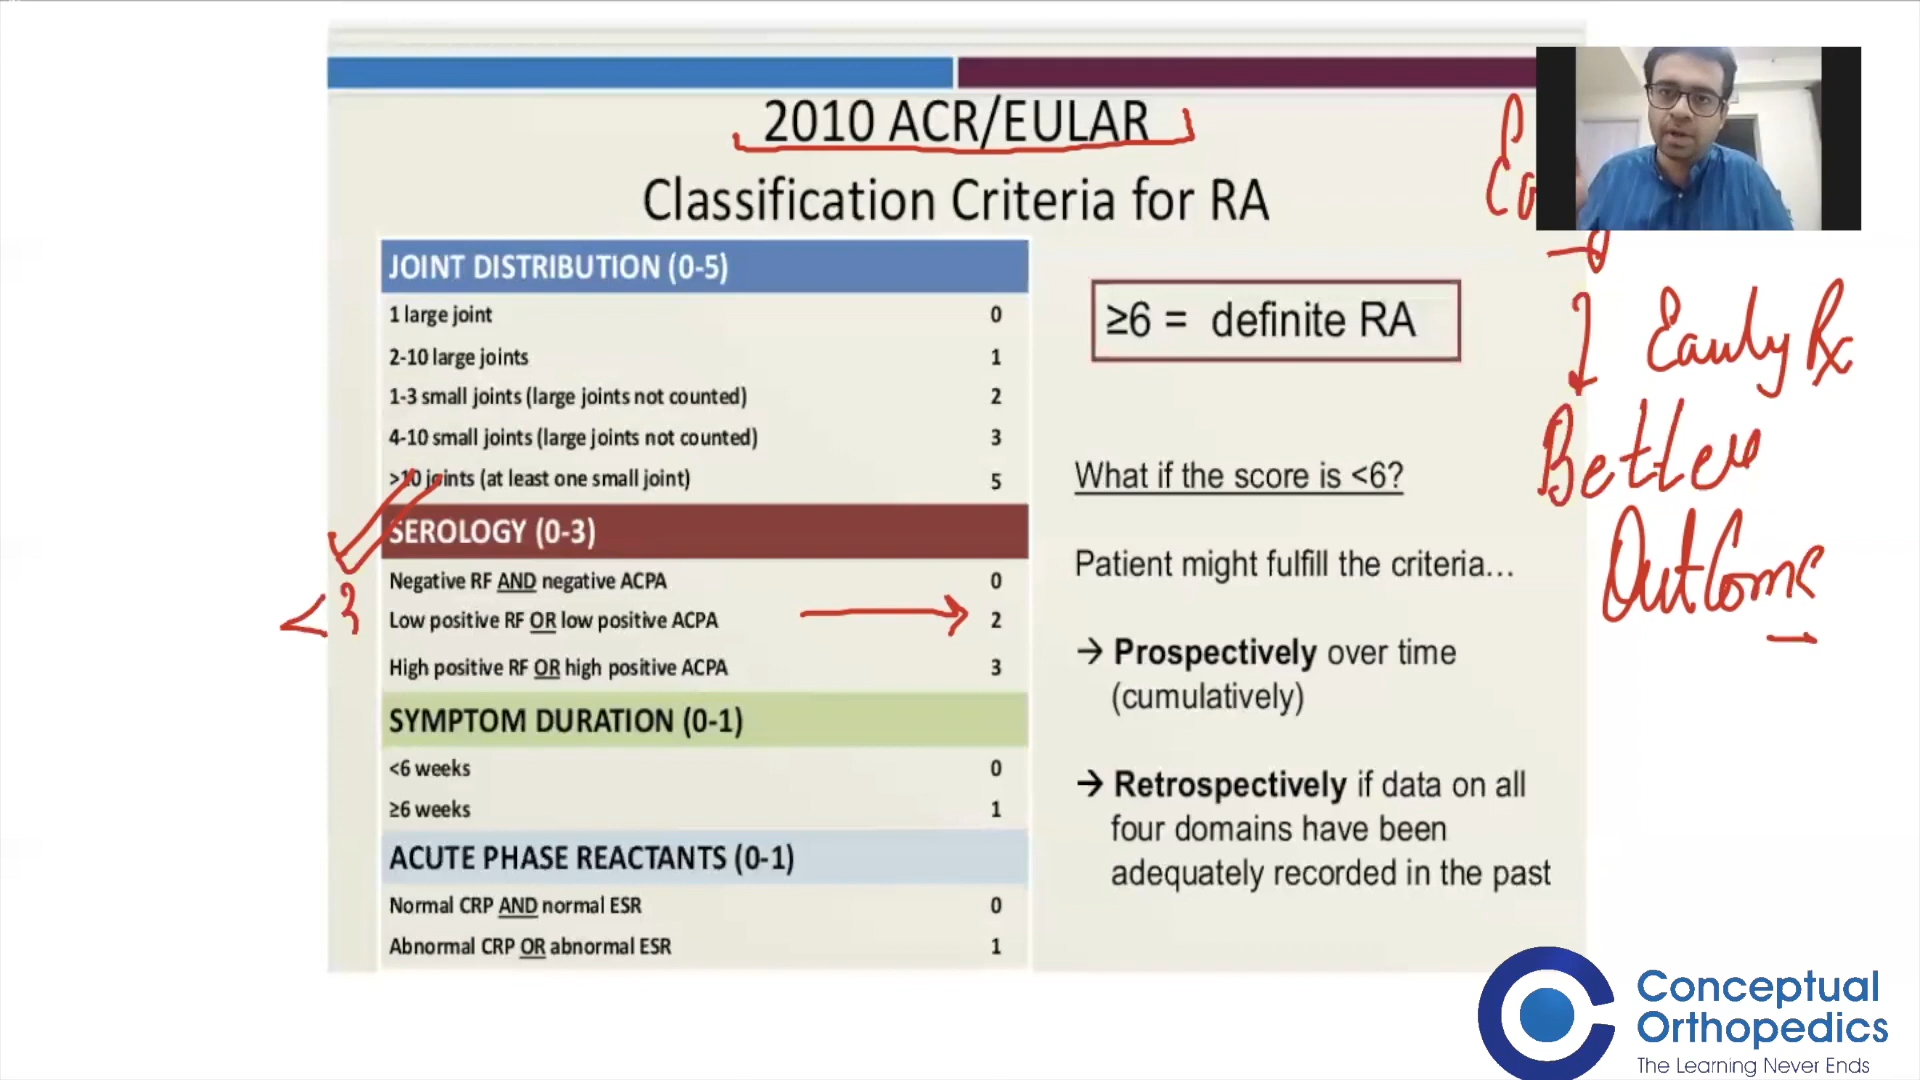 2010 ACR/EULAR
Classification Criteria for RA
JOINT DISTRIBUTION (0-5)
1 large joint 0
2-10 large joints 1
1-3 small joints (large joints not counted) 2
4-10 small joints (large joints not counted) 3
>10 joints (at least one small joint) 5
SEROLOGY (0-3)
Negative RF AND negative ACPA 0
Low positive RF OR low positive ACPA 2
High positive RF OR high positive ACPA 3
SYMPTOM DURATION (0-1)
<6 weeks 0
≥6 weeks 1
ACUTE PHASE REACTANTS (0-1)
Normal CRP AND normal ESR 0
Abnormal CRP OR abnormal ESR 1
<3
≥6 = definite RA
What if the score is <6?
Patient might fulfill the criteria...
→ Prospectively over time
(cumulatively)
→ Retrospectively if data on all
four domains have been
adequately recorded in the past
Early Rx
Better
Outcome
Conceptual
Orthopedics
The Learning Never Ends